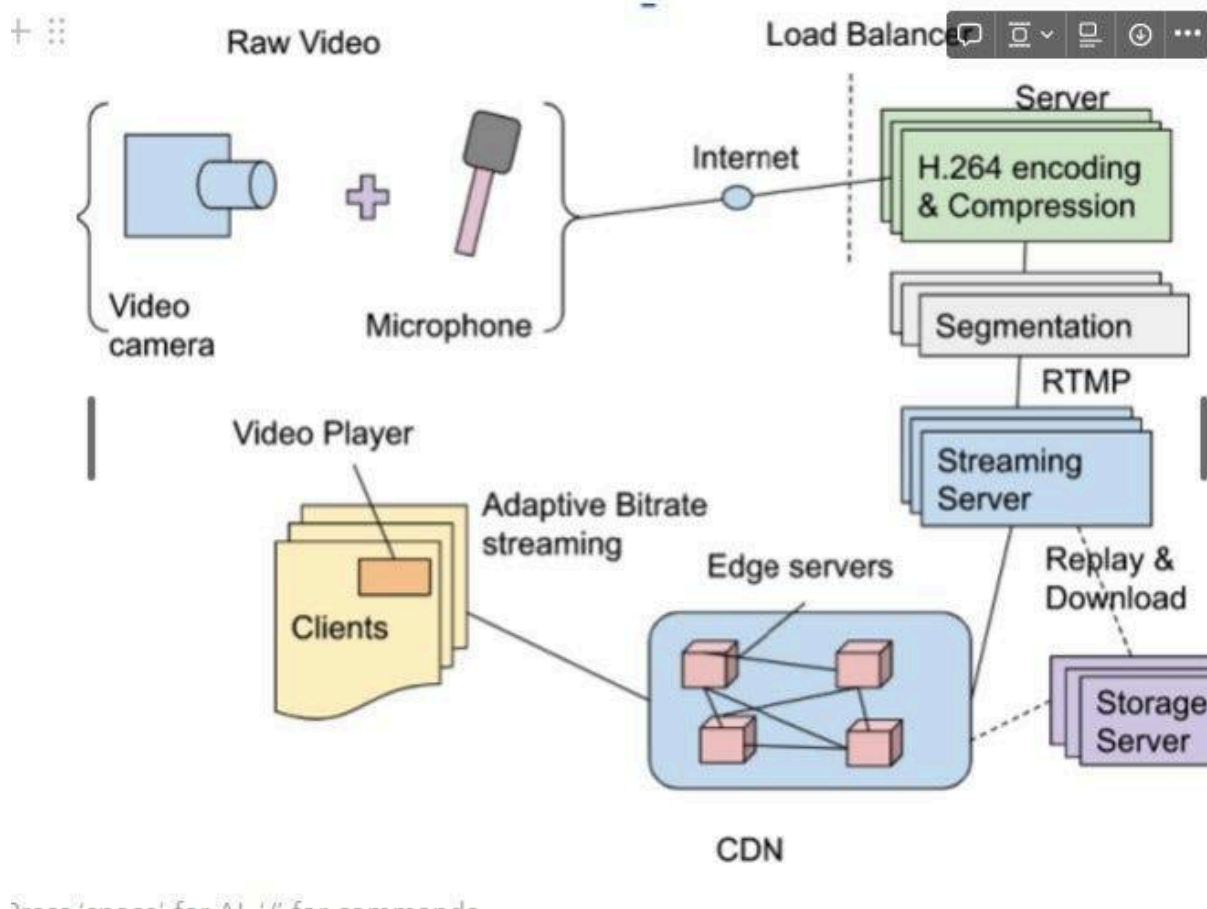 Raw Video
Load Balancer
Server
Internet
H.264 encoding
& Compression
Video
camera
Microphone
Segmentation
RTMP
Video Player
Streaming
Server
Adaptive Bitrate
streaming
Edge servers
Replay &
Download
Clients
Storage
Server
CDN